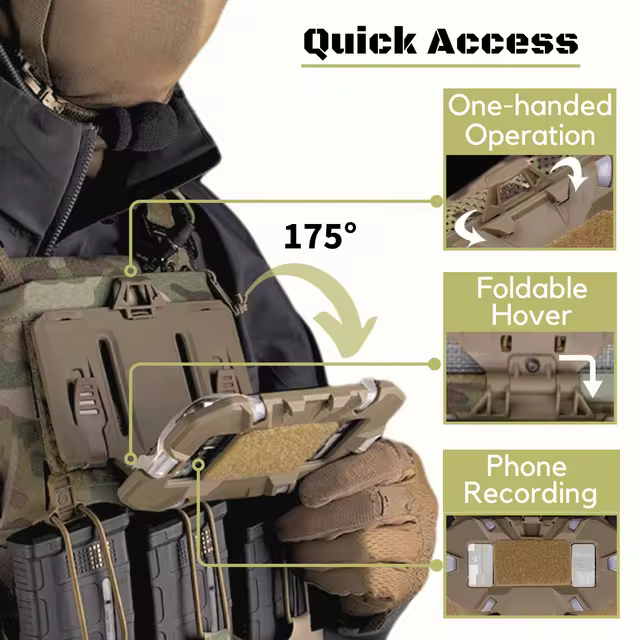 Quick Access
One-handed
Operation
175°
Foldable
Hover
Phone
Recording